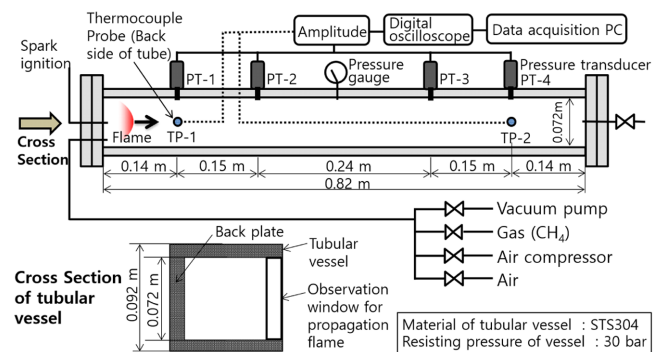 Thermocouple
Probe (Back
side of tube)
Spark
ignition
Amplitude
Digital
oscilloscope
Data acquisition PC
PT-1
PT-2
Pressure
gauge
PT-3
Pressure transducer
PT-4
Cross
Section
Flame
TP-1
TP-2
0.072m
0.14 m
0.15 m
0.24 m
0.15 m
0.14 m
0.82 m
Vacuum pump
Gas (CH4)
Air compressor
Air
Back plate
Tubular
vessel
Cross Section
of tubular
vessel
0.092 m
0.072 m
Observation
window for
propagation
flame
Material of tubular vessel : STS304
Resisting pressure of vessel : 30 bar